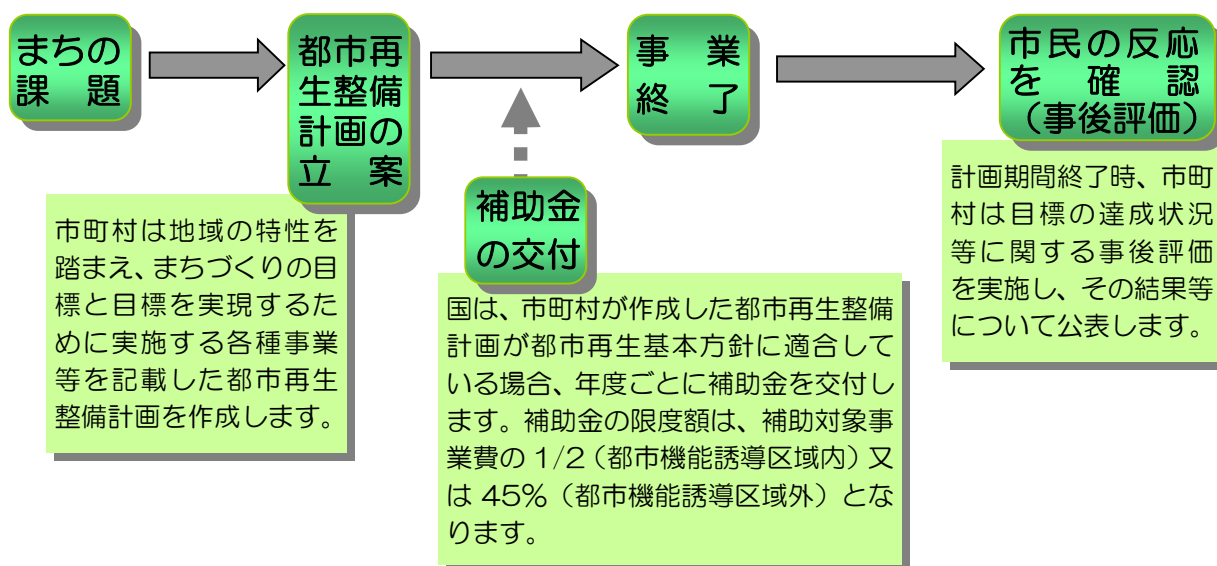 まちの
課　題
都市再
生整備
計画の
立　案
事　業
終　了
市民の反応
を　確　認
（事後評価）
補助金
の交付
市町村は地域の特性を
踏まえ、まちづくりの目
標と目標を実現するた
めに実施する各種事業
等を記載した都市再生
整備計画を作成します。
国は、市町村が作成した都市再生整備
計画が都市再生基本方針に適合して
いる場合、年度ごとに補助金を交付し
ます。補助金の限度額は、補助対象事
業費の 1/2（都市機能誘導区域内）又
は 45%（都市機能誘導区域外）とな
ります。
計画期間終了時、市町
村は目標の達成状況
等に関する事後評価
を実施し、その結果等
について公表します。